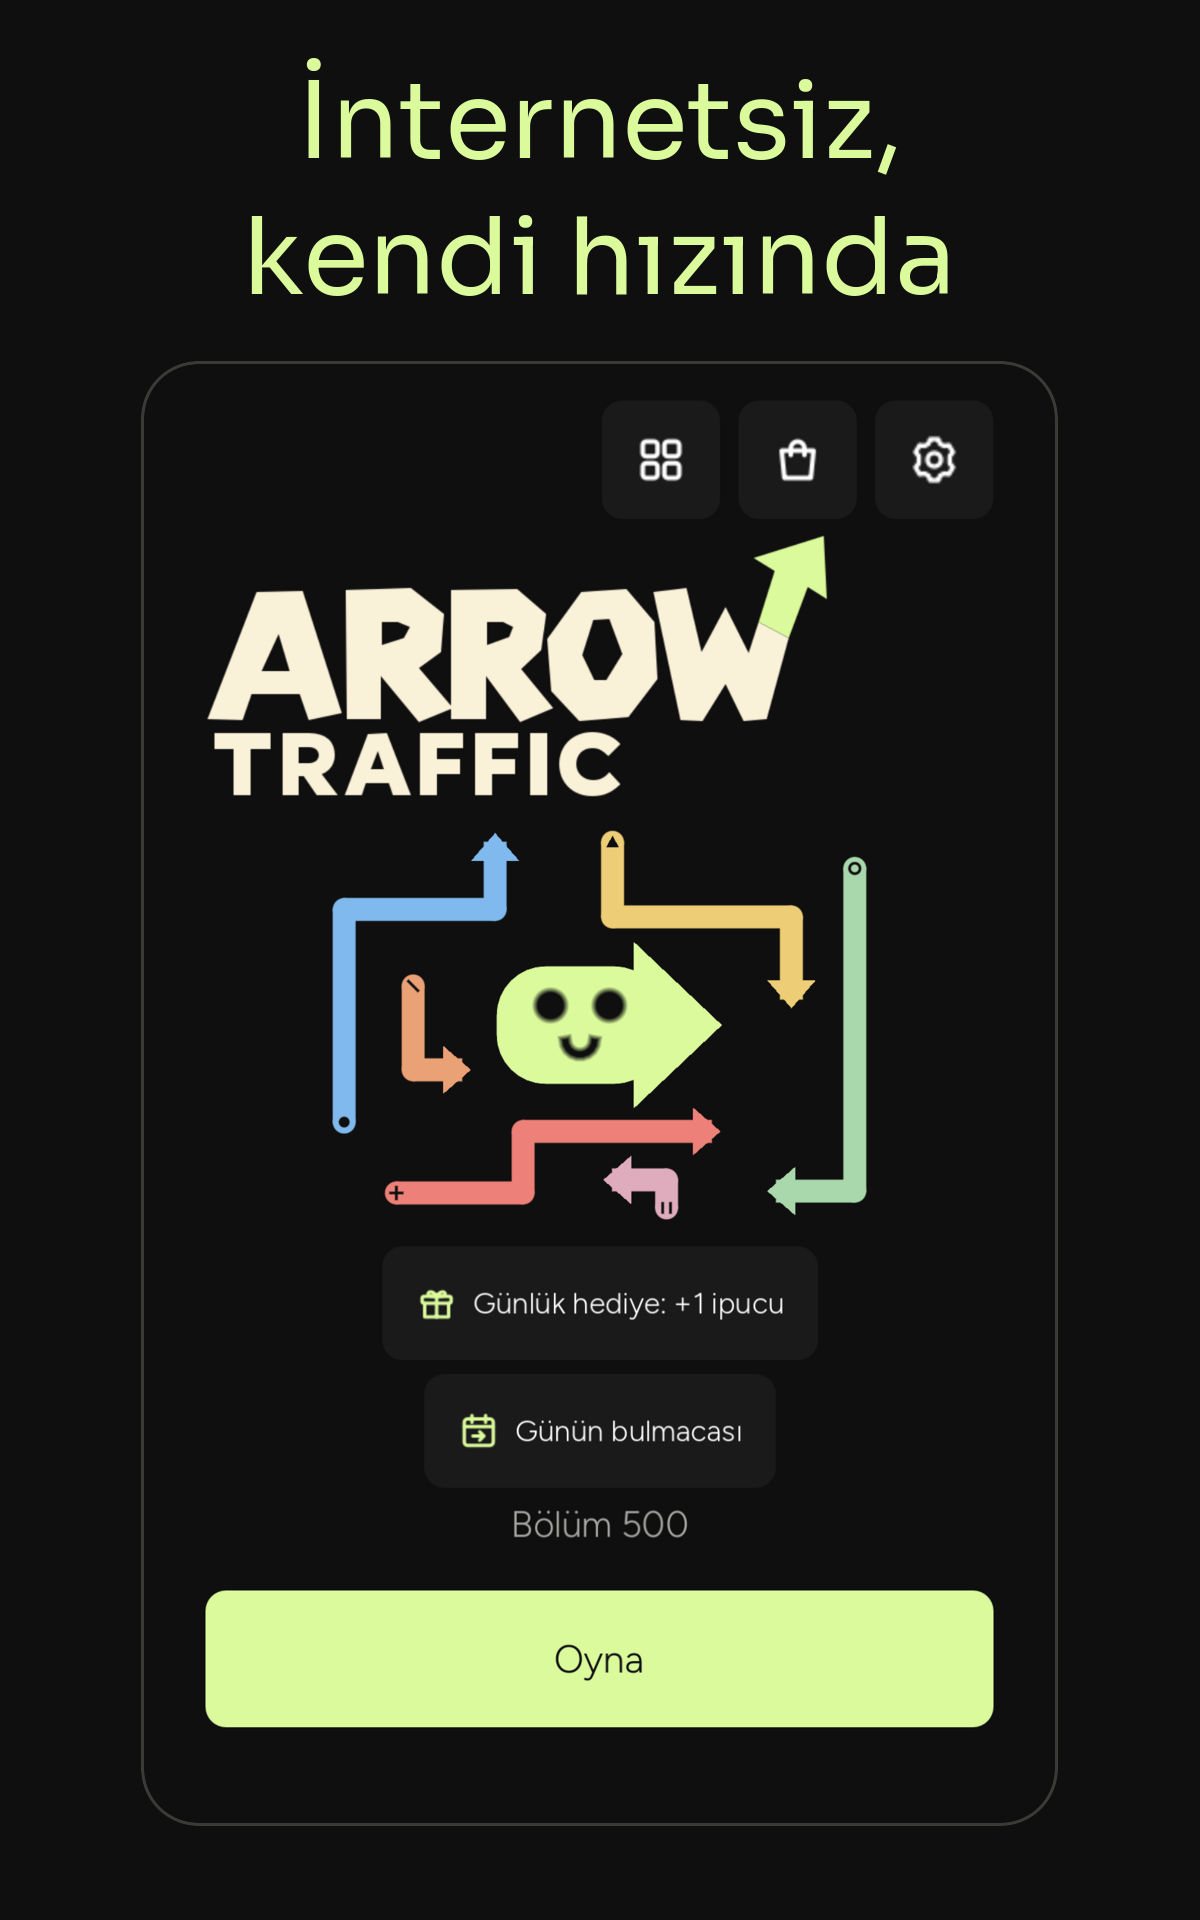 İnternetsiz,
kendi hızında
ARROW
TRAFFIC
Günlük hediye: +1 ipucu
Günün bulmacası
Bölüm 500
Oyna